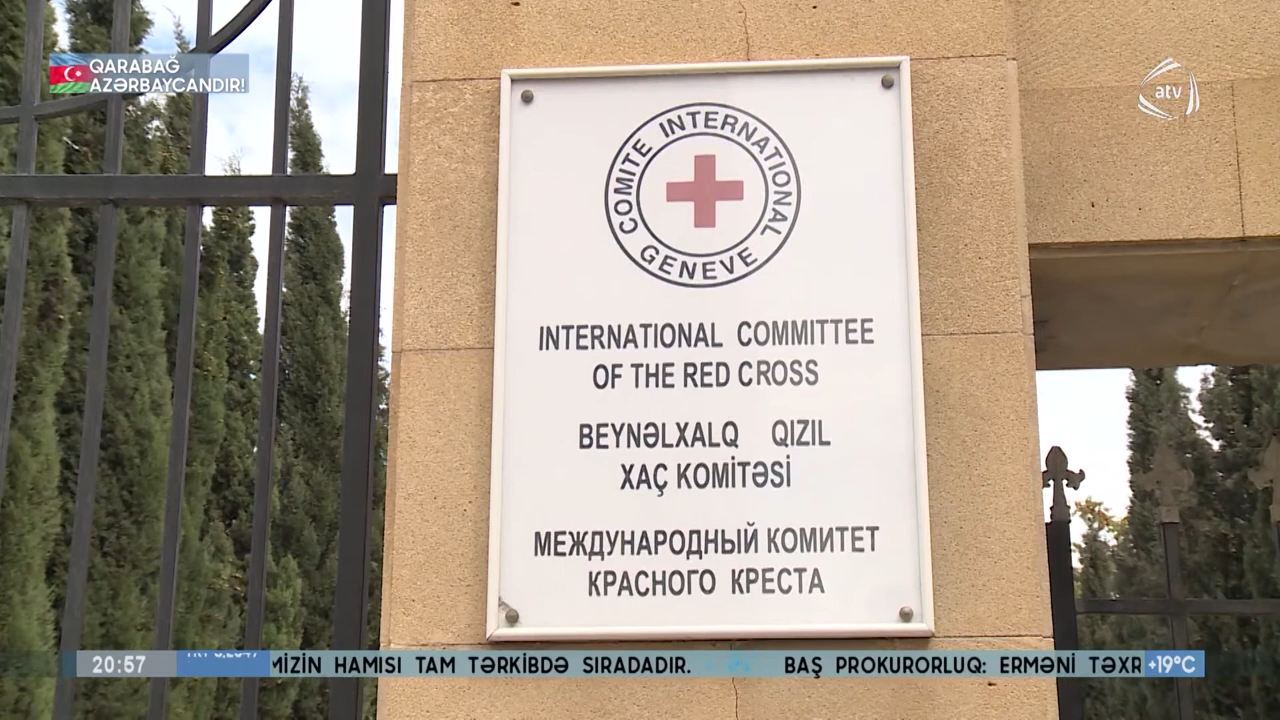 QARABAĞ
AZƏRBAYCANDIR!
atv
COMITE INTERNATIONAL
GENEVE
INTERNATIONAL COMMITTEE
OF THE RED CROSS
BEYNƏLXALQ QIZIL
XAÇ KOMİTƏSİ
МЕЖДУНАРОДНЫЙ КОМИТЕТ
КРАСНОГО КРЕСТА
20:57
MİZİN HAMISI TAM TƏRKİBDƏ SIRADADIR. BAŞ PROKURORLUQ: ERMƏNİ TƏXR
+19°C